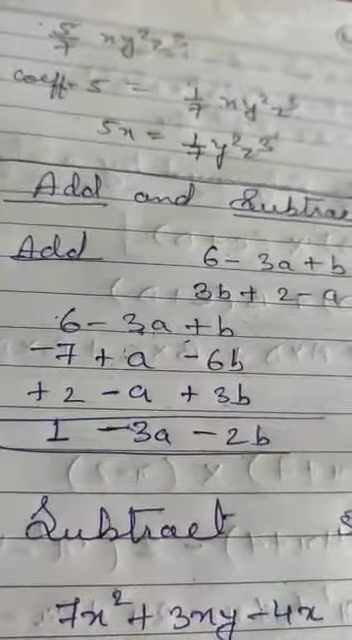 5/7 xy²z³
coeff. 5 = 1/7 xy²z³
5x = 1/7 y²z³
Add and Subtrac
Add 6 - 3a + b
3b + 2 - a
6 - 3a + b
-7 + a - 6b
+ 2 - a + 3b
1 - 3a - 2b
Subtract
7x² + 3xy - 4x